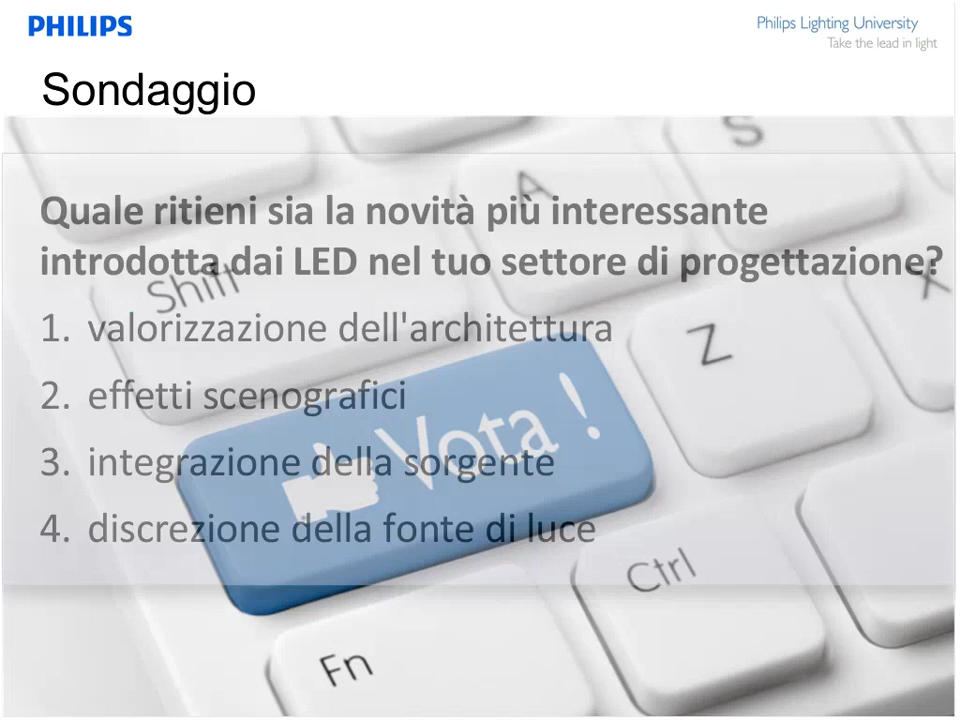 PHILIPS
Philips Lighting University
Take the lead in light
Sondaggio
Quale ritieni sia la novità più interessante
introdotta dai LED nel tuo settore di progettazione?
1. valorizzazione dell'architettura
2. effetti scenografici
3. integrazione della sorgente
4. discrezione della fonte di luce
S
A
Shift
X
Z
Vota !
Ctrl
Fn